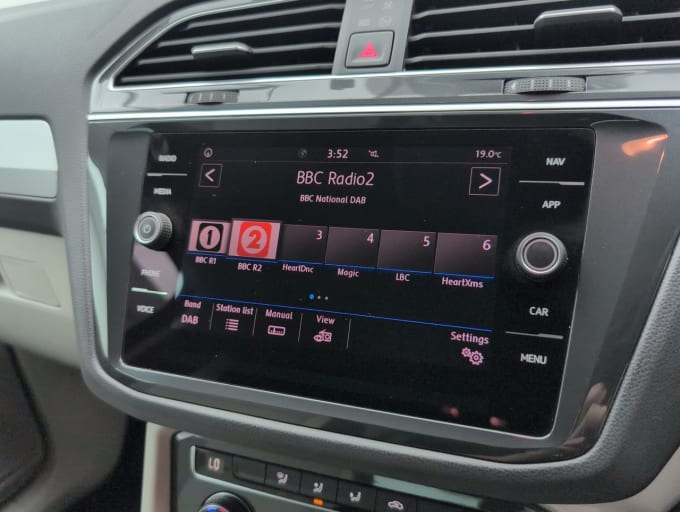 RADIO
MEDIA
PHONE
VOICE
3:52
19.0°c
<
BBC Radio2
>
BBC National DAB
1
2
3
4
5
6
BBC R1
BBC R2
HeartDnc
Magic
LBC
HeartXms
Band
DAB
Station list
Manual
View
Settings
NAV
APP
CAR
MENU
LO